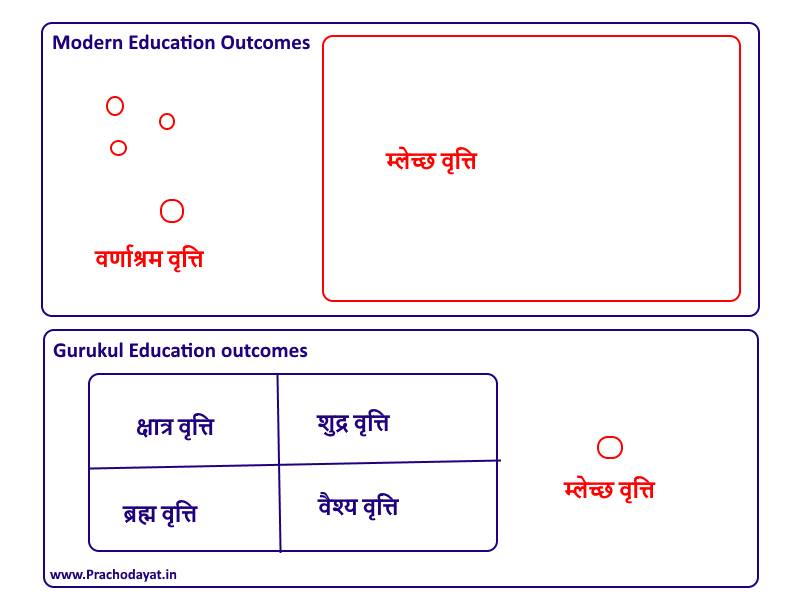 Modern Education Outcomes
म्लेच्छ वृत्ति
वर्णाश्रम वृत्ति
Gurukul Education outcomes
क्षात्र वृत्ति
शुद्र वृत्ति
ब्रह्म वृत्ति
वैश्य वृत्ति
म्लेच्छ वृत्ति
www.Prachodayat.in